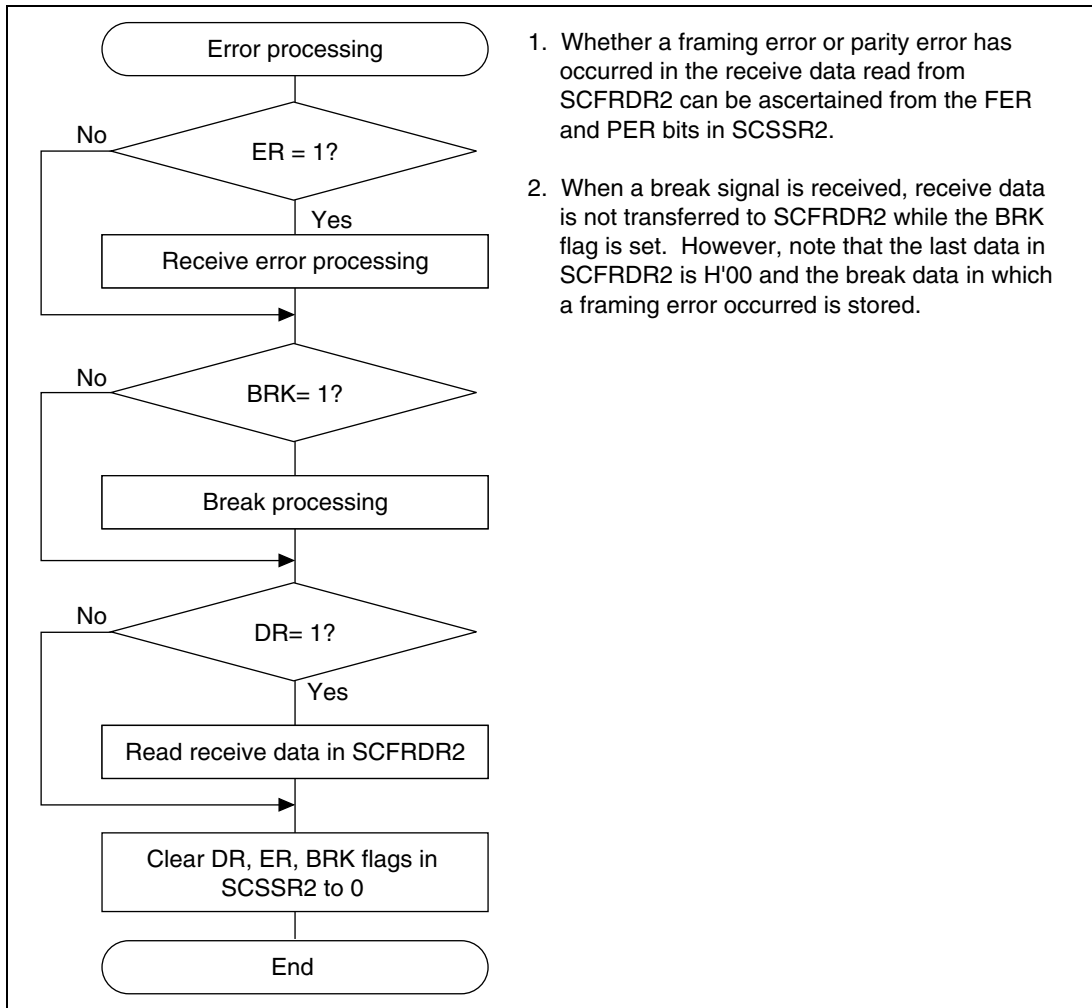 Error processing
No
ER = 1?
Yes
Receive error processing
No
BRK= 1?
Break processing
No
DR= 1?
Yes
Read receive data in SCFRDR2
Clear DR, ER, BRK flags in
SCSSR2 to 0
End
1. Whether a framing error or parity error has
occurred in the receive data read from
SCFRDR2 can be ascertained from the FER
and PER bits in SCSSR2.
2. When a break signal is received, receive data
is not transferred to SCFRDR2 while the BRK
flag is set. However, note that the last data in
SCFRDR2 is H'00 and the break data in which
a framing error occurred is stored.